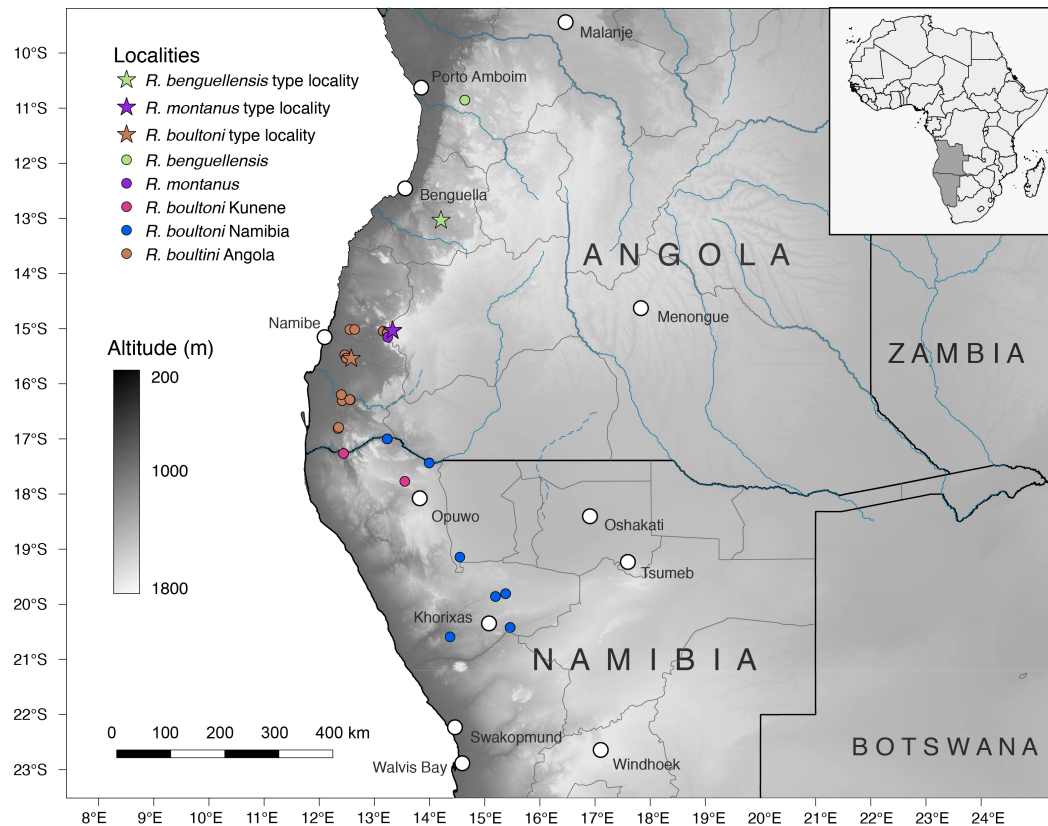 Localities
R. benguellensis type locality
R. montanus type locality
R. boultoni type locality
R. benguellensis
R. montanus
R. boultoni Kunene
R. boultoni Namibia
R. boultini Angola
Altitude (m)
200
1000
1800
0 100 200 300 400 km
10°S
11°S
12°S
13°S
14°S
15°S
16°S
17°S
18°S
19°S
20°S
21°S
22°S
23°S
8°E 9°E 10°E 11°E 12°E 13°E 14°E 15°E 16°E 17°E 18°E 19°E 20°E 21°E 22°E 23°E 24°E
Malanje
Porto Amboim
Benguella
ANGOLA
Menongue
Namibe
ZAMBIA
Opuwo
Oshakati
Tsumeb
Khorixas
NAMIBIA
Swakopmund
Walvis Bay
Windhoek
BOTSWANA